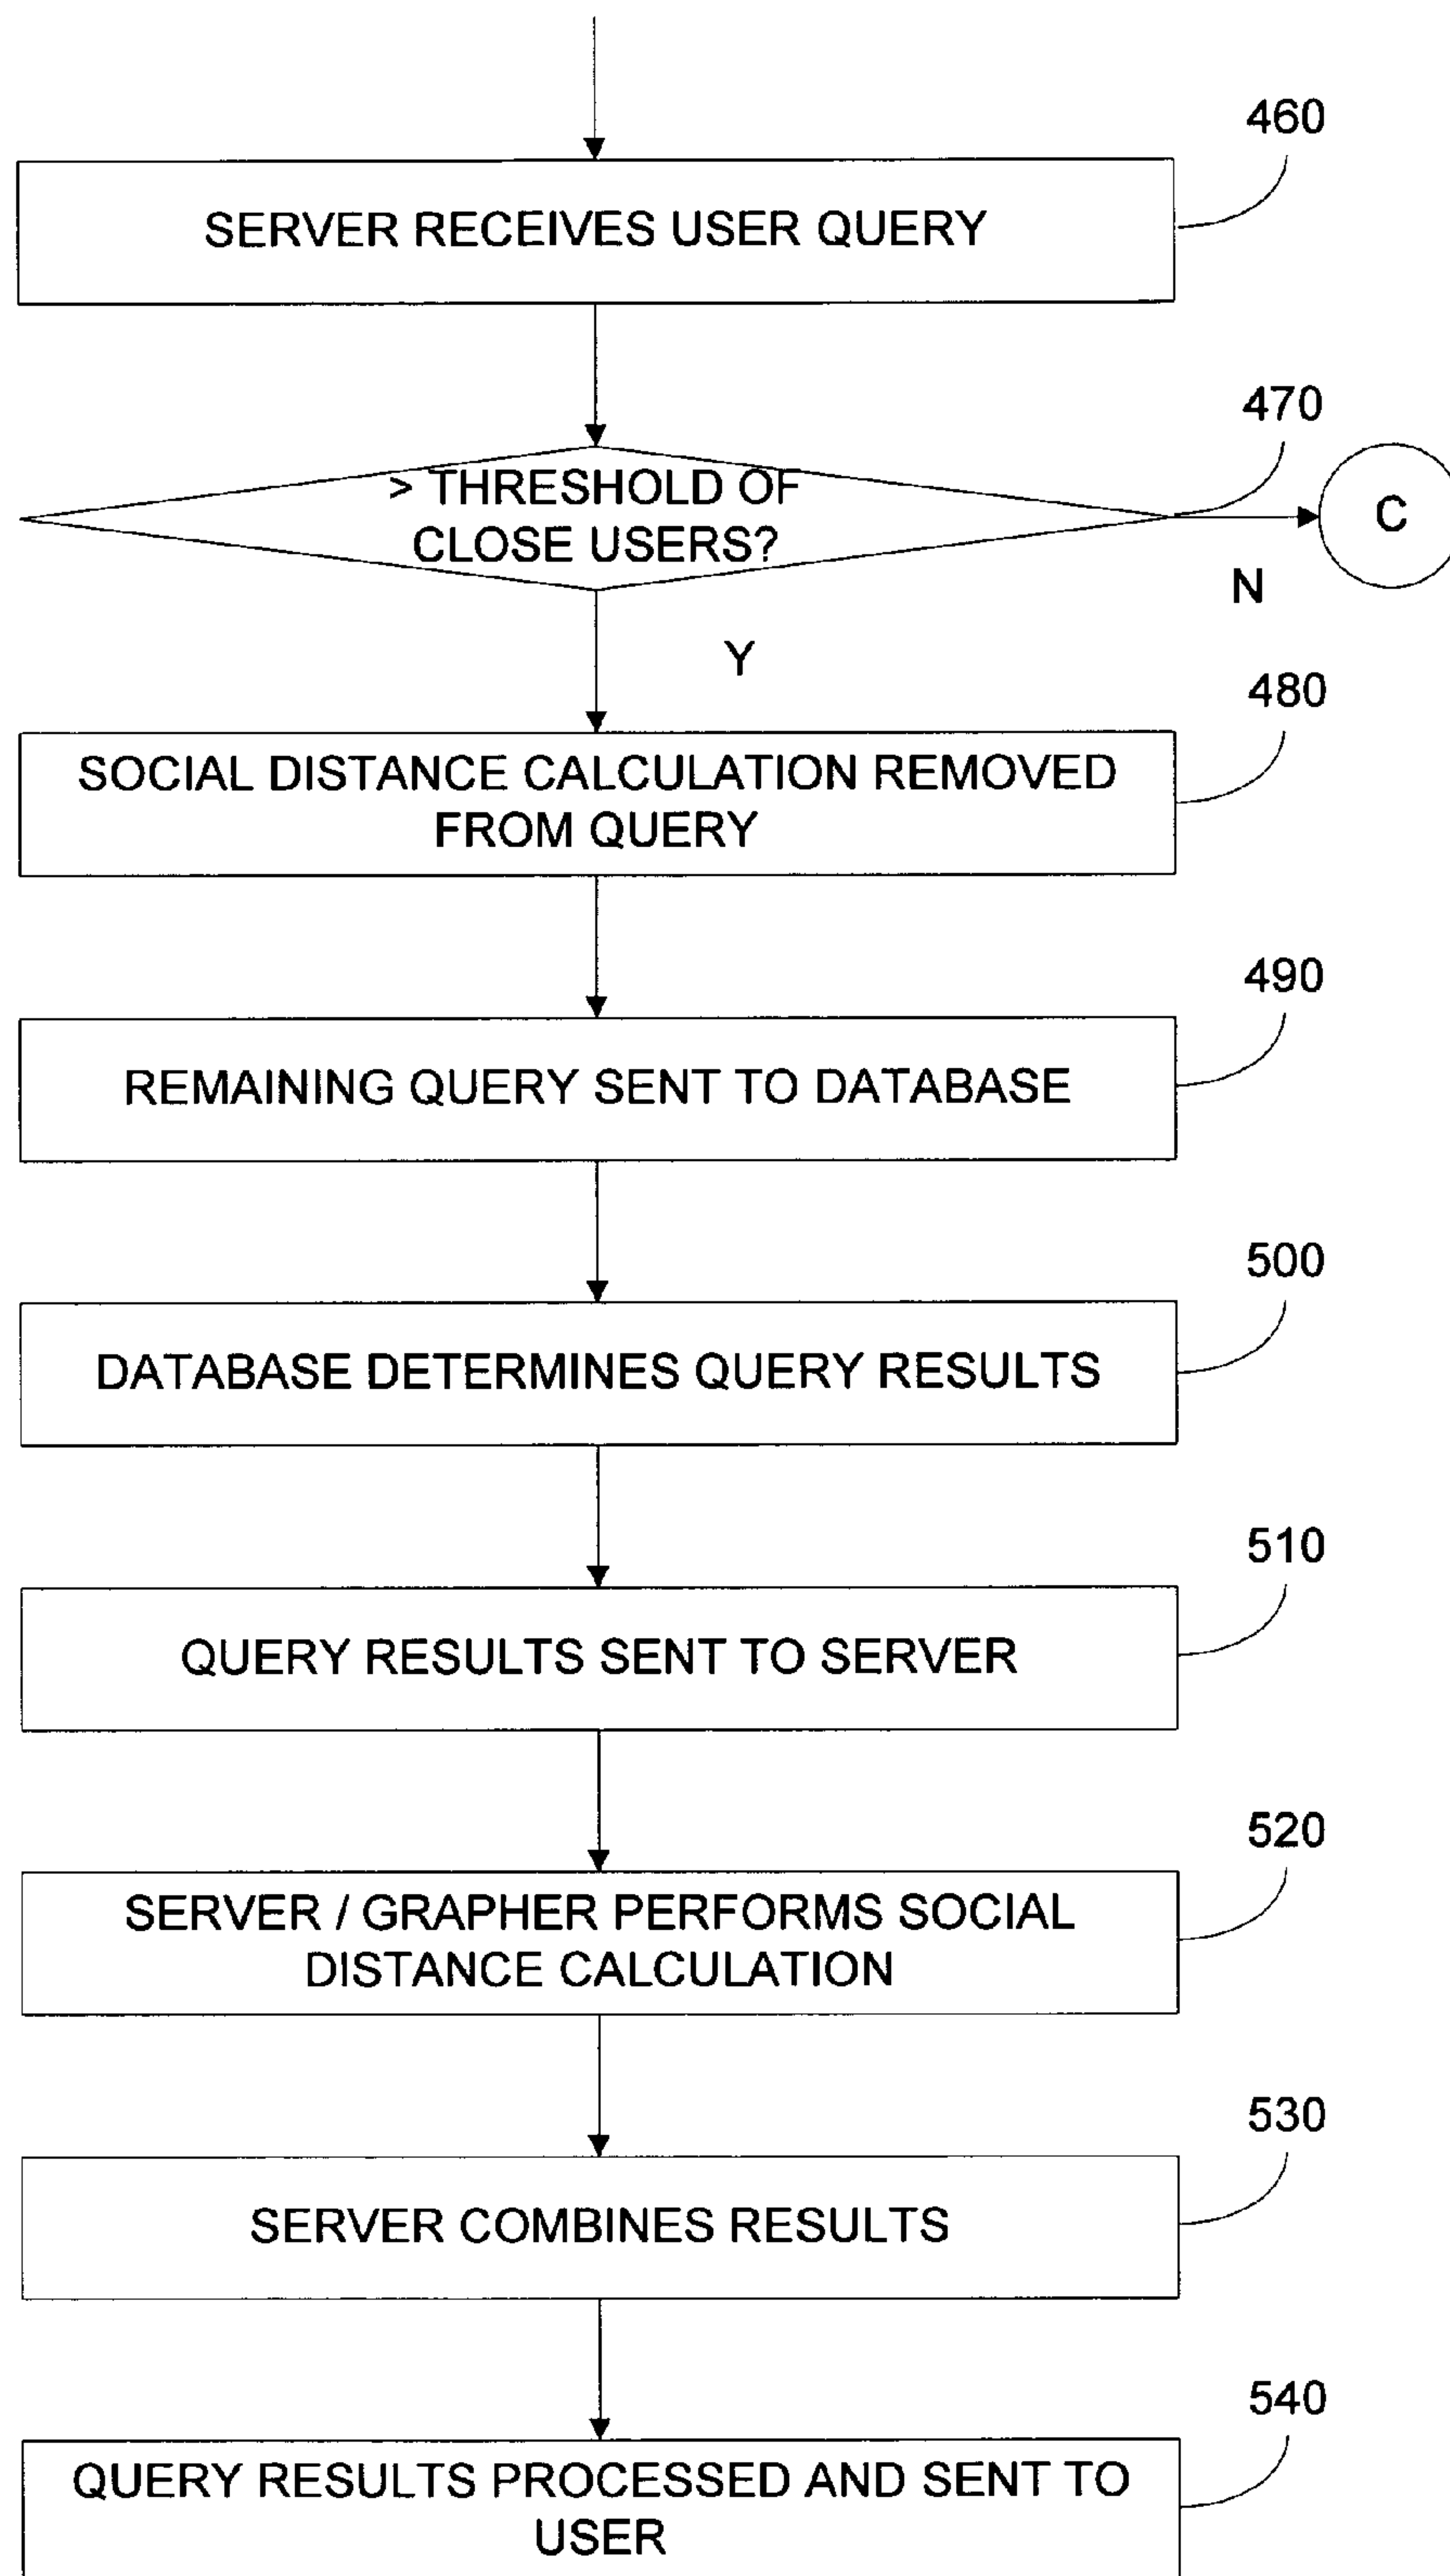 460
SERVER RECEIVES USER QUERY
470
> THRESHOLD OF
CLOSE USERS?
C
N
Y
480
SOCIAL DISTANCE CALCULATION REMOVED
FROM QUERY
490
REMAINING QUERY SENT TO DATABASE
500
DATABASE DETERMINES QUERY RESULTS
510
QUERY RESULTS SENT TO SERVER
520
SERVER / GRAPHER PERFORMS SOCIAL
DISTANCE CALCULATION
530
SERVER COMBINES RESULTS
540
QUERY RESULTS PROCESSED AND SENT TO
USER